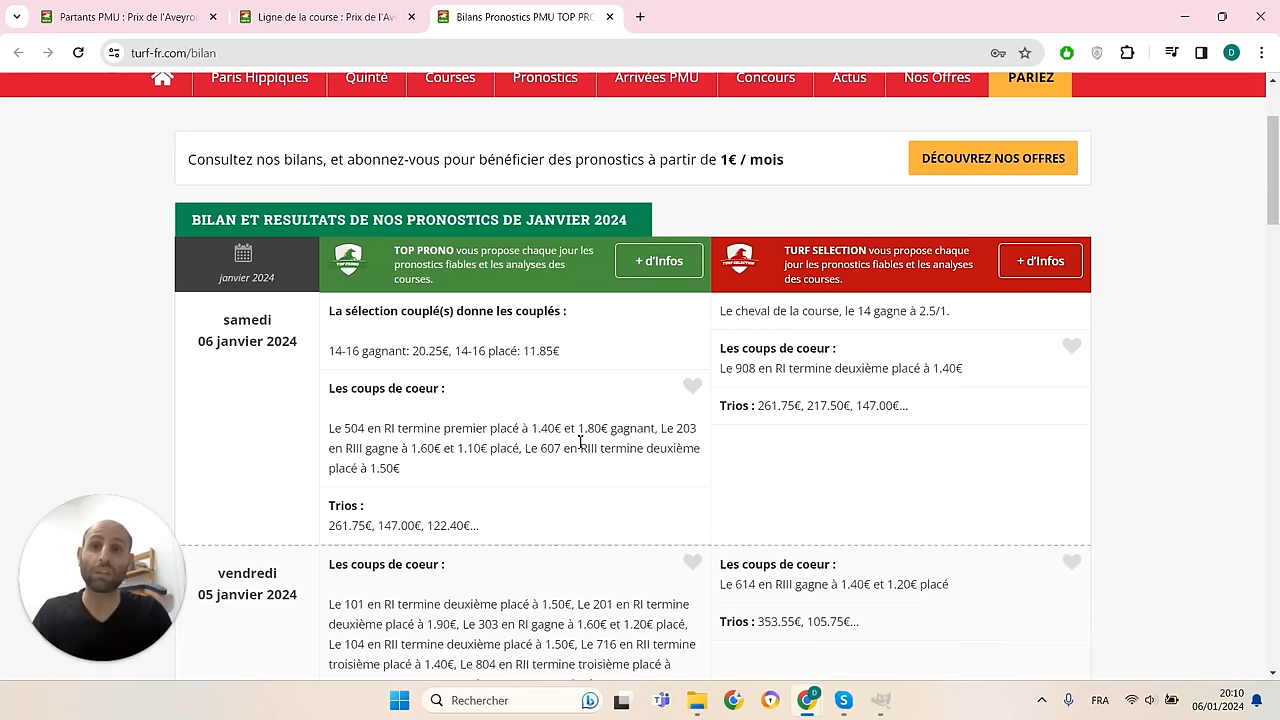 Partants PMU : Prix de l'Aveyro
Ligne de la course : Prix de l'Av
Bilans Pronostics PMU TOP PRO
turf-fr.com/bilan
D
Paris Hippiques
Quinté
Courses
Pronostics
Arrivées PMU
Concours
Actus
Nos Offres
PARIEZ
Consultez nos bilans, et abonnez-vous pour bénéficier des pronostics à partir de 1€ / mois
DÉCOUVREZ NOS OFFRES
BILAN ET RESULTATS DE NOS PRONOSTICS DE JANVIER 2024
janvier 2024
TOP PRONO vous propose chaque jour les
pronostics fiables et les analyses des
courses.
+ d'Infos
TURF SELECTION vous propose chaque
jour les pronostics fiables et les analyses
des courses.
+ d'Infos
samedi
06 janvier 2024
La sélection couplé(s) donne les couplés :
14-16 gagnant: 20.25€, 14-16 placé: 11.85€
Les coups de coeur :
Le 504 en RI termine premier placé à 1.40€ et 1.80€ gagnant, Le 203
en RIII gagne à 1.60€ et 1.10€ placé, Le 607 en RIII termine deuxième
placé à 1.50€
Trios :
261.75€, 147.00€, 122.40€...
Le cheval de la course, le 14 gagne à 2.5/1.
Les coups de coeur :
Le 908 en RI termine deuxième placé à 1.40€
Trios : 261.75€, 217.50€, 147.00€...
vendredi
05 janvier 2024
Les coups de coeur :
Le 101 en RI termine deuxième placé à 1.50€, Le 201 en RI termine
deuxième placé à 1.90€, Le 303 en RI gagne à 1.60€ et 1.20€ placé,
Le 104 en RII termine deuxième placé à 1.50€, Le 716 en RII termine
troisième placé à 1.40€, Le 804 en RII termine troisième placé à
Les coups de coeur :
Le 614 en RIII gagne à 1.40€ et 1.20€ placé
Trios : 353.55€, 105.75€...
Rechercher
D
FRA
20:10
06/01/2024